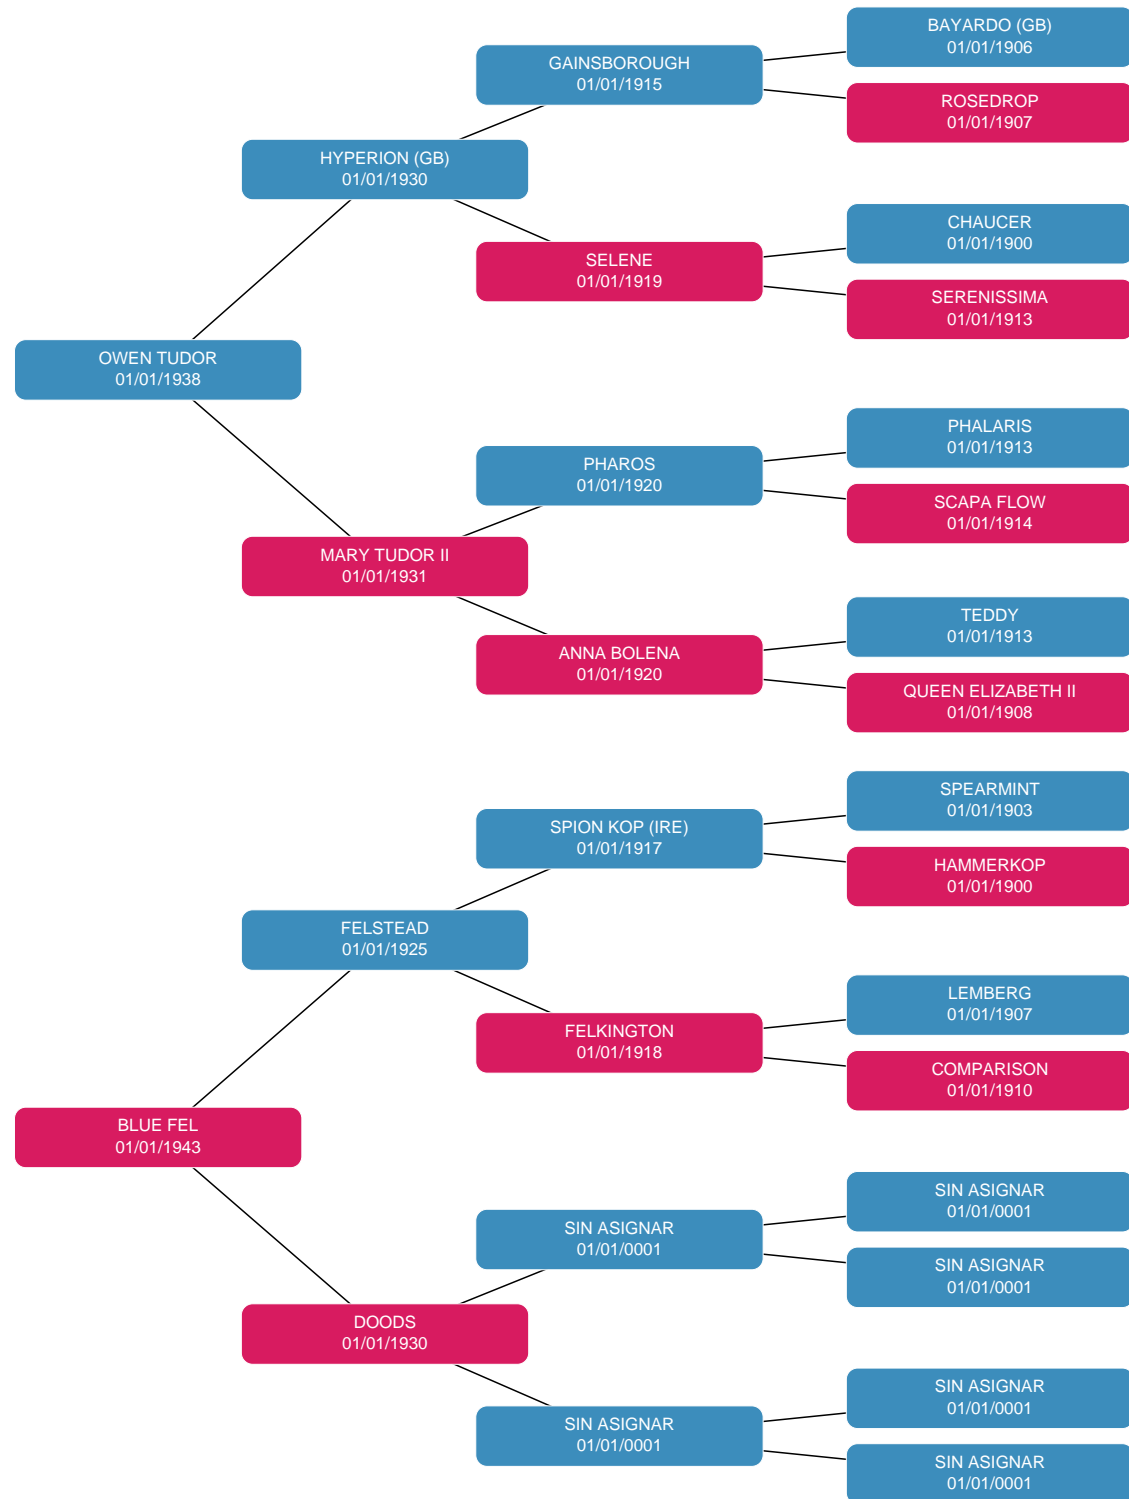 BAYARDO (GB)
01/01/1906
GAINSBOROUGH
01/01/1915
ROSEDROP
01/01/1907
HYPERION (GB)
01/01/1930
CHAUCER
01/01/1900
SELENE
01/01/1919
SERENISSIMA
01/01/1913
OWEN TUDOR
01/01/1938
PHALARIS
01/01/1913
PHAROS
01/01/1920
SCAPA FLOW
01/01/1914
MARY TUDOR II
01/01/1931
TEDDY
01/01/1913
ANNA BOLENA
01/01/1920
QUEEN ELIZABETH II
01/01/1908
SPEARMINT
01/01/1903
SPION KOP (IRE)
01/01/1917
HAMMERKOP
01/01/1900
FELSTEAD
01/01/1925
LEMBERG
01/01/1907
FELKINGTON
01/01/1918
COMPARISON
01/01/1910
BLUE FEL
01/01/1943
SIN ASIGNAR
01/01/0001
SIN ASIGNAR
01/01/0001
SIN ASIGNAR
01/01/0001
DOODS
01/01/1930
SIN ASIGNAR
01/01/0001
SIN ASIGNAR
01/01/0001
SIN ASIGNAR
01/01/0001